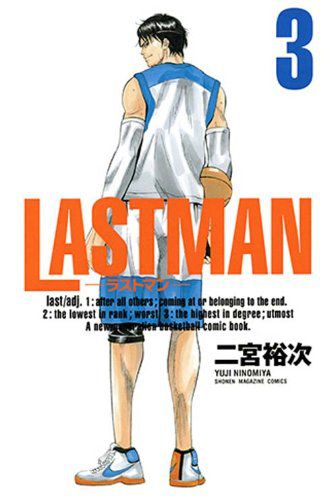 3
LASTMAN
ラストマン
last/adj. 1 : after all others ; coming at or belonging to the end.
2 : the lowest in rank ; worst. 3 : the highest in degree ; utmost
A new basketball comic book.
二宮裕次
YUJI NINOMIYA
SHONEN MAGAZINE COMICS